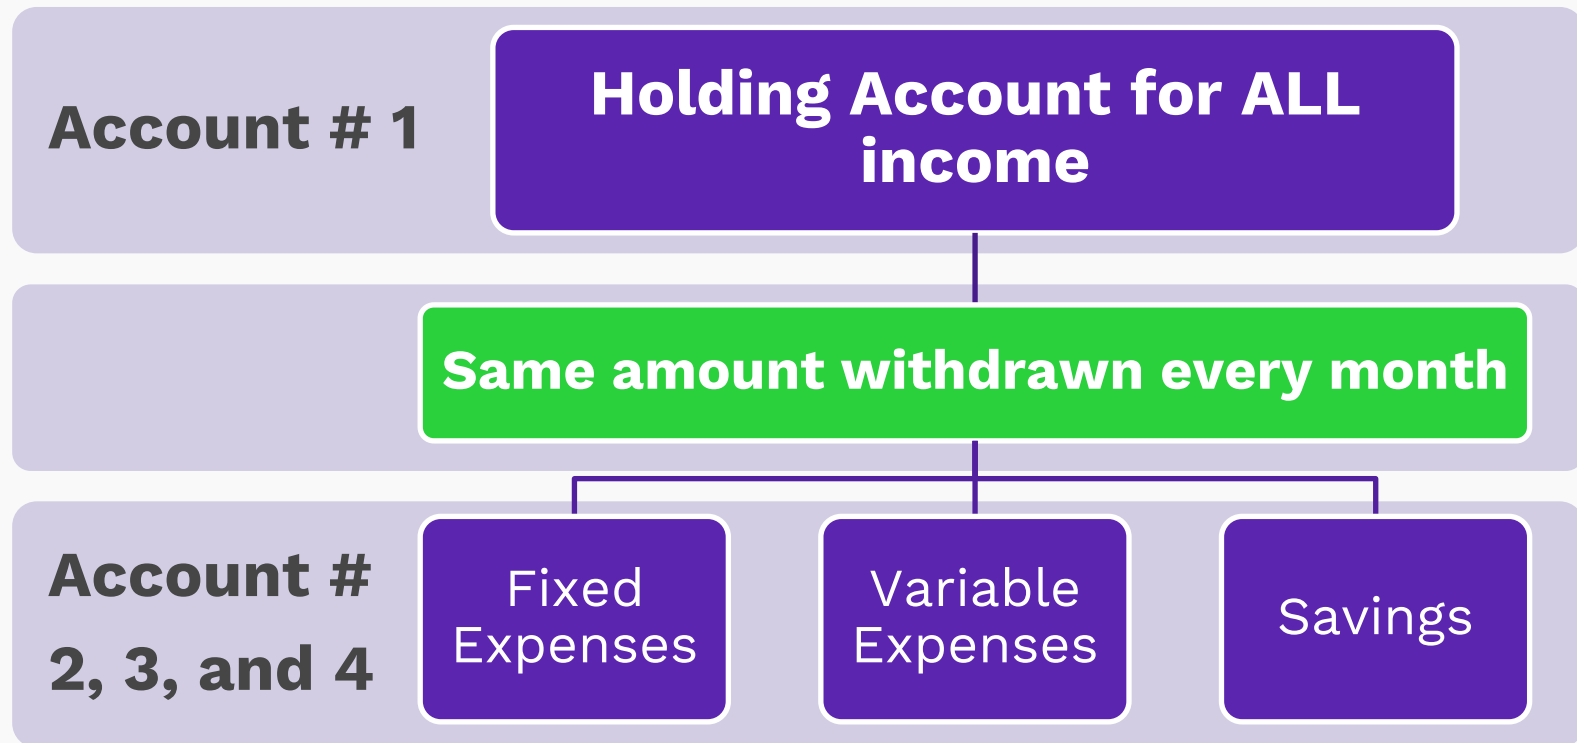 Account # 1
Holding Account for ALL
income
Same amount withdrawn every month
Account #
2, 3, and 4
Fixed
Expenses
Variable
Expenses
Savings